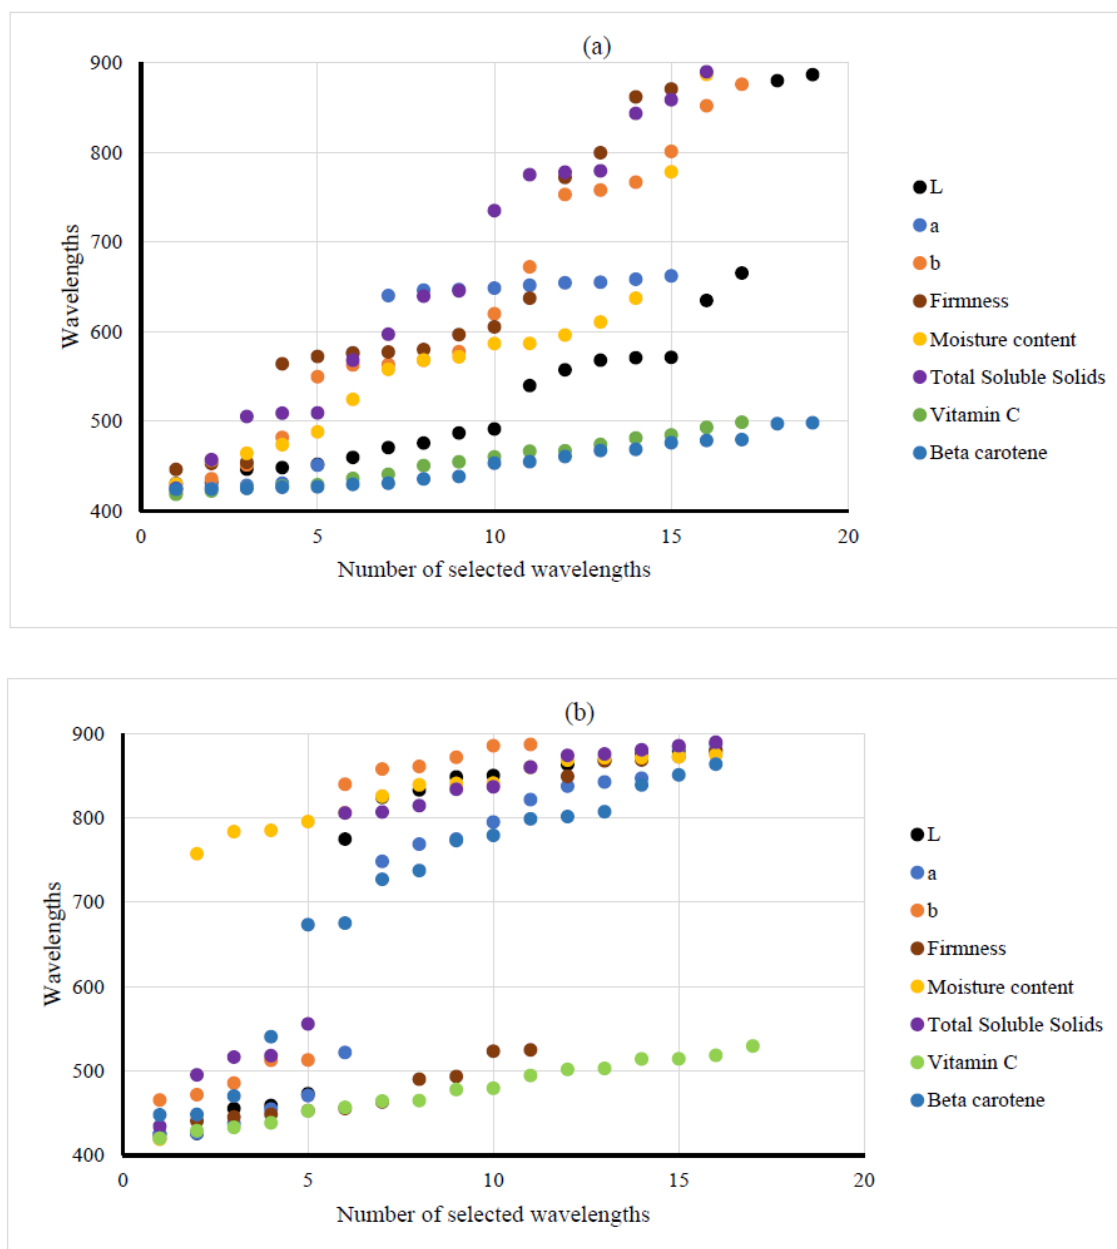 (a)
900
800
700
600
500
400
Wavelengths
0
5
10
15
20
Number of selected wavelengths
L
a
b
Firmness
Moisture content
Total Soluble Solids
Vitamin C
Beta carotene
(b)
900
800
700
600
500
400
Wavelengths
0
5
10
15
20
Number of selected wavelengths
L
a
b
Firmness
Moisture content
Total Soluble Solids
Vitamin C
Beta carotene